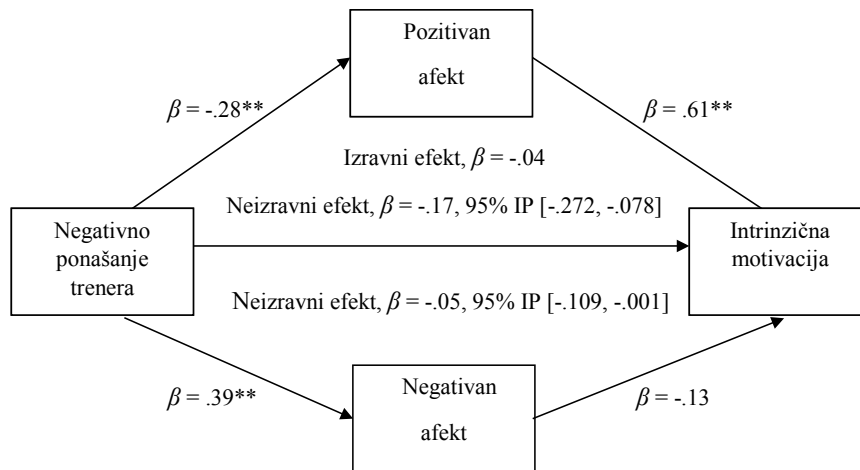 Pozitivan
afekt
β = -.28**
β = .61**
Izravni efekt, β = -.04
Neizravni efekt, β = -.17, 95% IP [-.272, -.078]
Negativno
ponašanje
trenera
Intrinzična
motivacija
Neizravni efekt, β = -.05, 95% IP [-.109, -.001]
β = .39**
Negativan
afekt
β = -.13